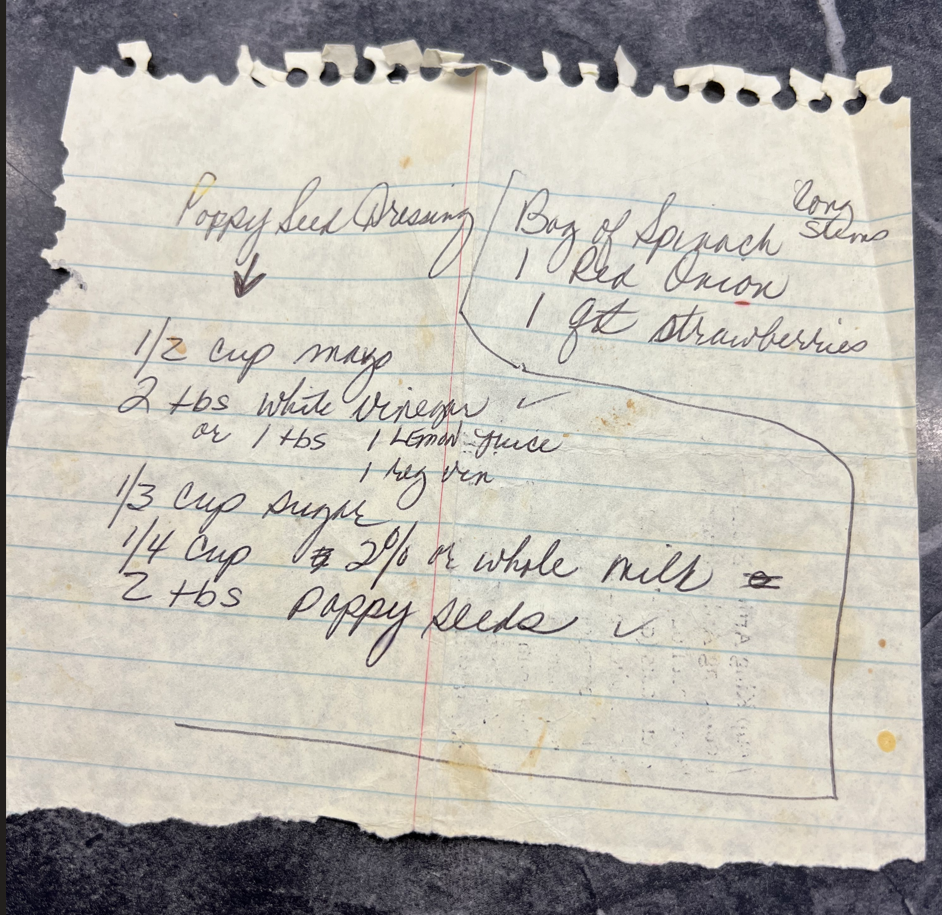 Poppy Seed Dressing
1/2 cup mayo
2 tbs white vinegar ✓
or 1 tbs 1 Lemon juice
1 reg vin
1/3 cup sugar
1/4 cup 2% or whole milk
2 tbs poppy seeds ✓
Long
Stems
Bag of Spinach
1 Red Onion
1 qt strawberries